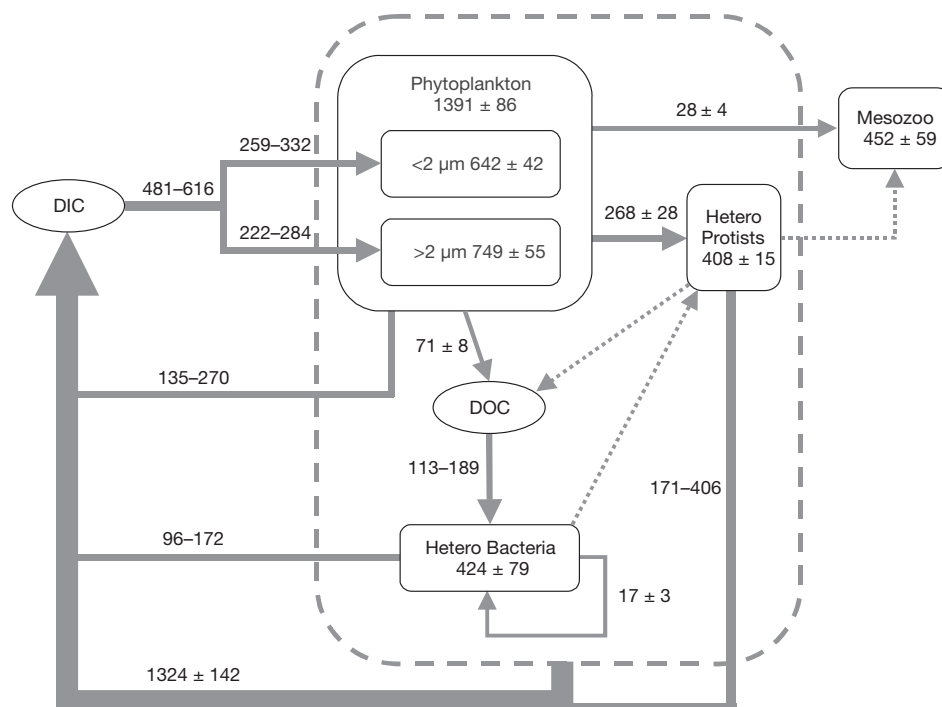 Phytoplankton
1391 ± 86
28 ± 4
Mesozoo
452 ± 59
259–332
<2 µm 642 ± 42
481–616
DIC
268 ± 28
Hetero
Protists
408 ± 15
222–284
>2 µm 749 ± 55
71 ± 8
135–270
DOC
113–189
171–406
96–172
Hetero Bacteria
424 ± 79
17 ± 3
1324 ± 142